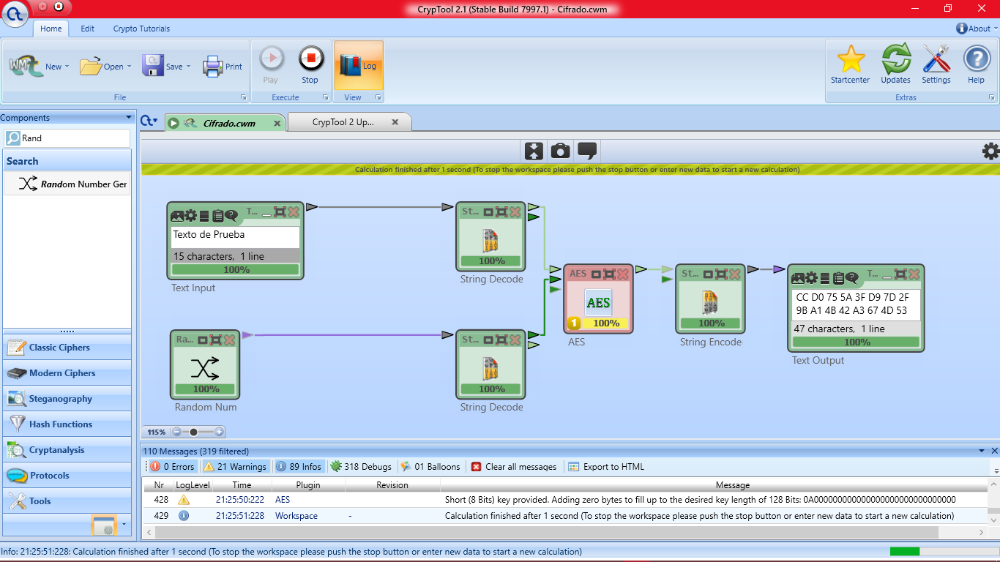 CrypTool 2.1 (Stable Build 7997.1) - Cifrado.cwm
Home Edit Crypto Tutorials
About
New Open Save Print
Play Stop
Log
Startcenter Updates Settings Help
File Execute View Extras
Components
Rand
Search
Random Number Ger
Classic Ciphers
Modern Ciphers
Steganography
Hash Functions
Cryptanalysis
Protocols
Tools
Cifrado.cwm
CrypTool 2 Up...
Calculation finished after 1 second (To stop the workspace please push the stop button or enter new data to start a new calculation)
T...
Texto de Prueba
15 characters, 1 line
100%
Text Input
St...
100%
String Decode
Ra...
100%
Random Num
St...
100%
String Decode
AES
AES
1 100%
AES
St...
100%
String Encode
T...
CC D0 75 5A 3F D9 7D 2F
9B A1 4B 42 A3 67 4D 53
47 characters, 1 line
100%
Text Output
115%
110 Messages (319 filtered)
0 Errors 21 Warnings 89 Infos 318 Debugs 01 Balloons Clear all messages Export to HTML
Nr LogLevel Time Plugin Revision Message
428 21:25:50:222 AES Short (8 Bits) key provided. Adding zero bytes to fill up to the desired key length of 128 Bits: 0A000000000000000000000000000000
429 21:25:51:228 Workspace - Calculation finished after 1 second (To stop the workspace please push the stop button or enter new data to start a new calculation)
Info: 21:25:51:228: Calculation finished after 1 second (To stop the workspace please push the stop button or enter new data to start a new calculation)